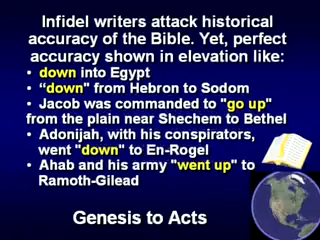 Infidel writers attack historical
accuracy of the Bible. Yet, perfect
accuracy shown in elevation like:
• down into Egypt
• “down" from Hebron to Sodom
• Jacob was commanded to "go up"
from the plain near Shechem to Bethel
• Adonijah, with his conspirators,
went "down" to En-Rogel
• Ahab and his army "went up" to
Ramoth-Gilead
Genesis to Acts